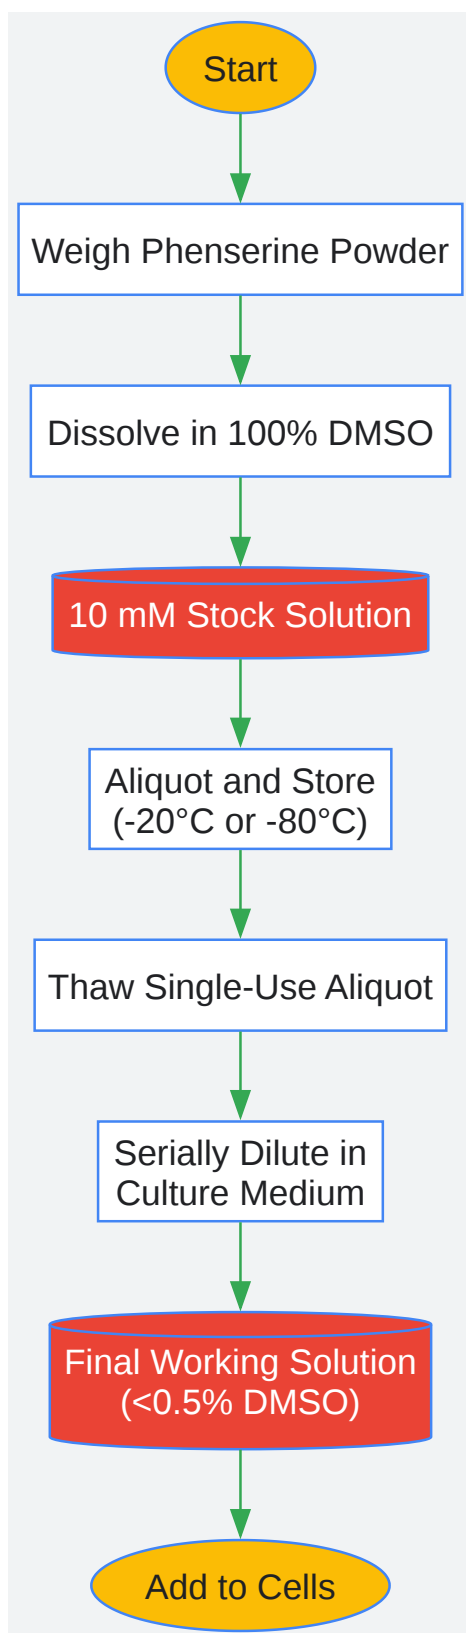 Start
Weigh Phenserine Powder
Dissolve in 100% DMSO
10 mM Stock Solution
Aliquot and Store
(-20°C or -80°C)
Thaw Single-Use Aliquot
Serially Dilute in
Culture Medium
Final Working Solution
(<0.5% DMSO)
Add to Cells